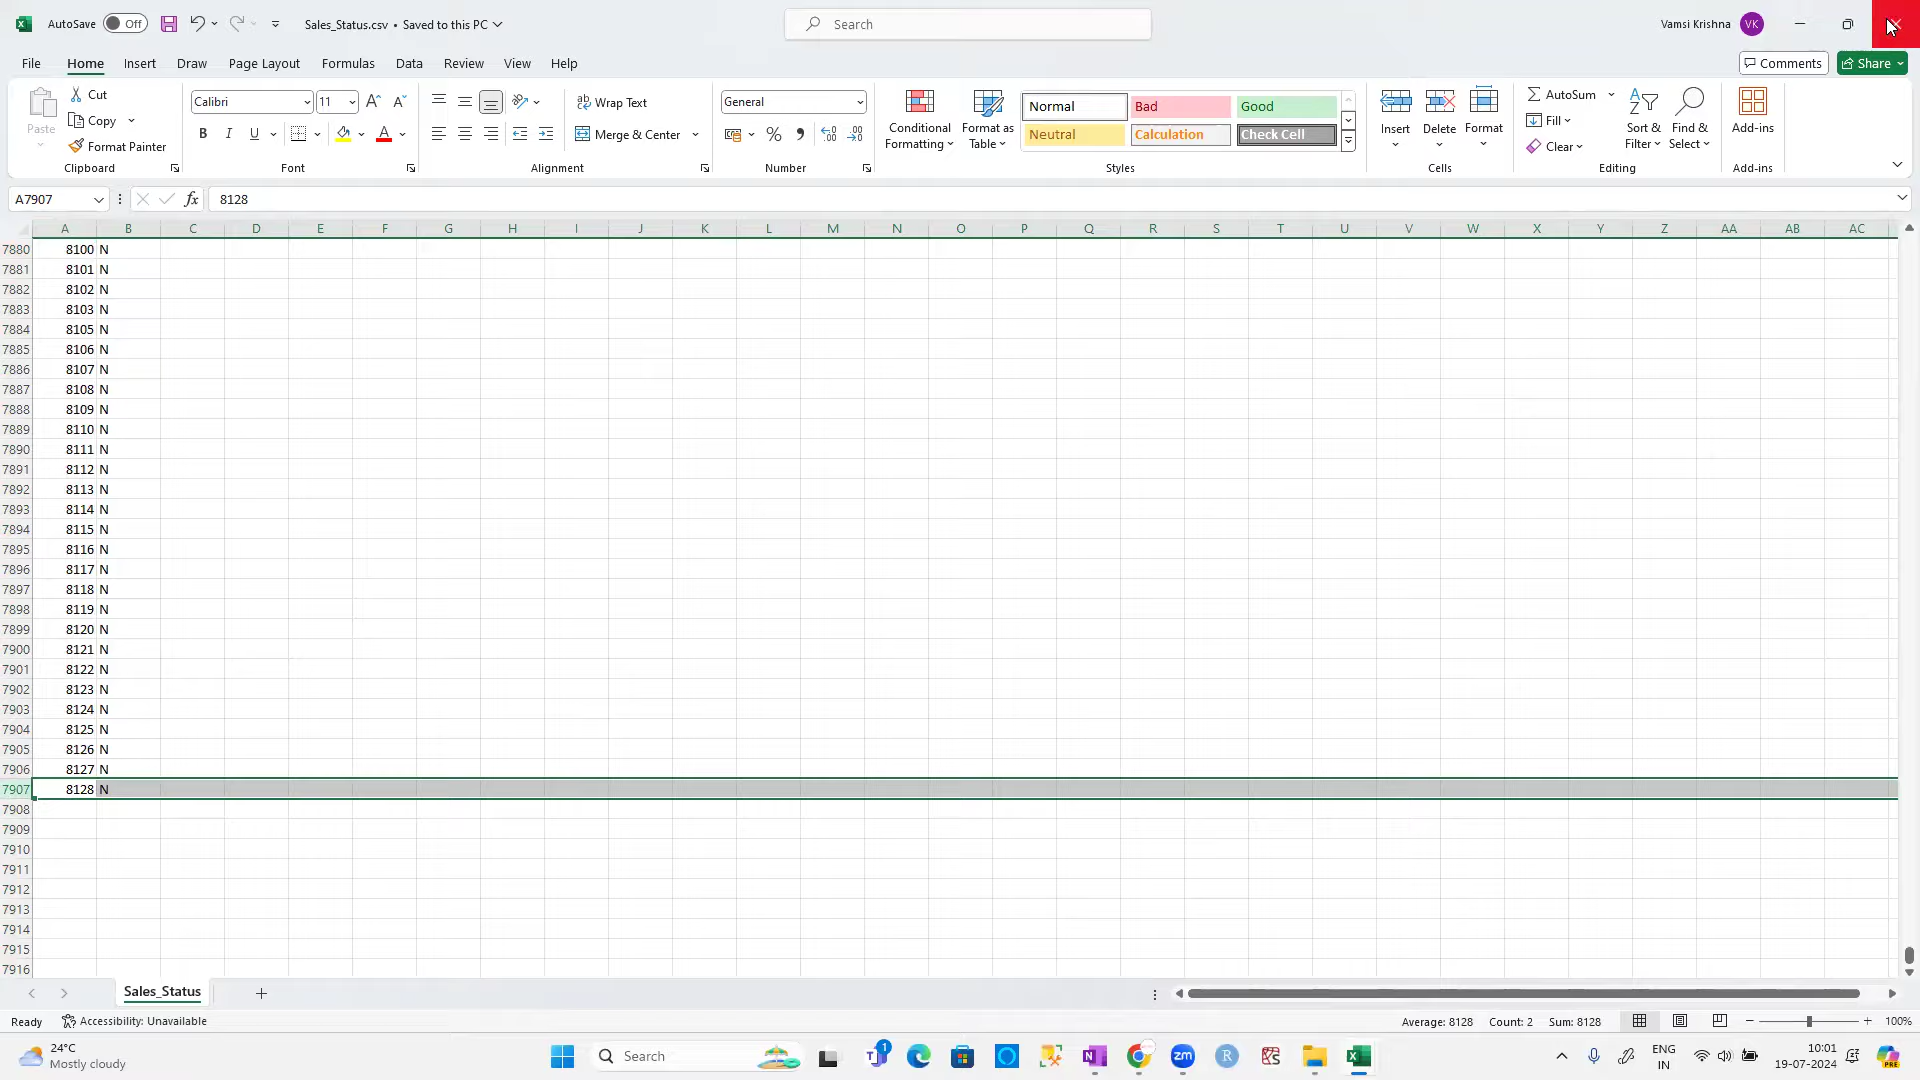 AutoSave Off Sales_Status.csv • Saved to this PC Search Vamsi Krishna VK
File Home Insert Draw Page Layout Formulas Data Review View Help Comments Share
Paste Cut Copy Format Painter Clipboard
Calibri 11 B I U Font
Wrap Text Merge & Center Alignment
General Number
Conditional Formatting Format as Table
Normal Bad Good
Neutral Calculation Check Cell
Styles
Insert Delete Format Cells
AutoSum Fill Clear Sort & Filter Find & Select Editing
Add-ins Add-ins
A7907 fx 8128
A B C D E F G H I J K L M N O P Q R S T U V W X Y Z AA AB AC
7880 8100 N
7881 8101 N
7882 8102 N
7883 8103 N
7884 8105 N
7885 8106 N
7886 8107 N
7887 8108 N
7888 8109 N
7889 8110 N
7890 8111 N
7891 8112 N
7892 8113 N
7893 8114 N
7894 8115 N
7895 8116 N
7896 8117 N
7897 8118 N
7898 8119 N
7899 8120 N
7900 8121 N
7901 8122 N
7902 8123 N
7903 8124 N
7904 8125 N
7905 8126 N
7906 8127 N
7907 8128 N
7908
7909
7910
7911
7912
7913
7914
7915
7916
Sales_Status
Ready Accessibility: Unavailable Average: 8128 Count: 2 Sum: 8128 100%
24°C
Mostly cloudy
Search 1 zm R
ENG
IN
10:01
19-07-2024
PRE